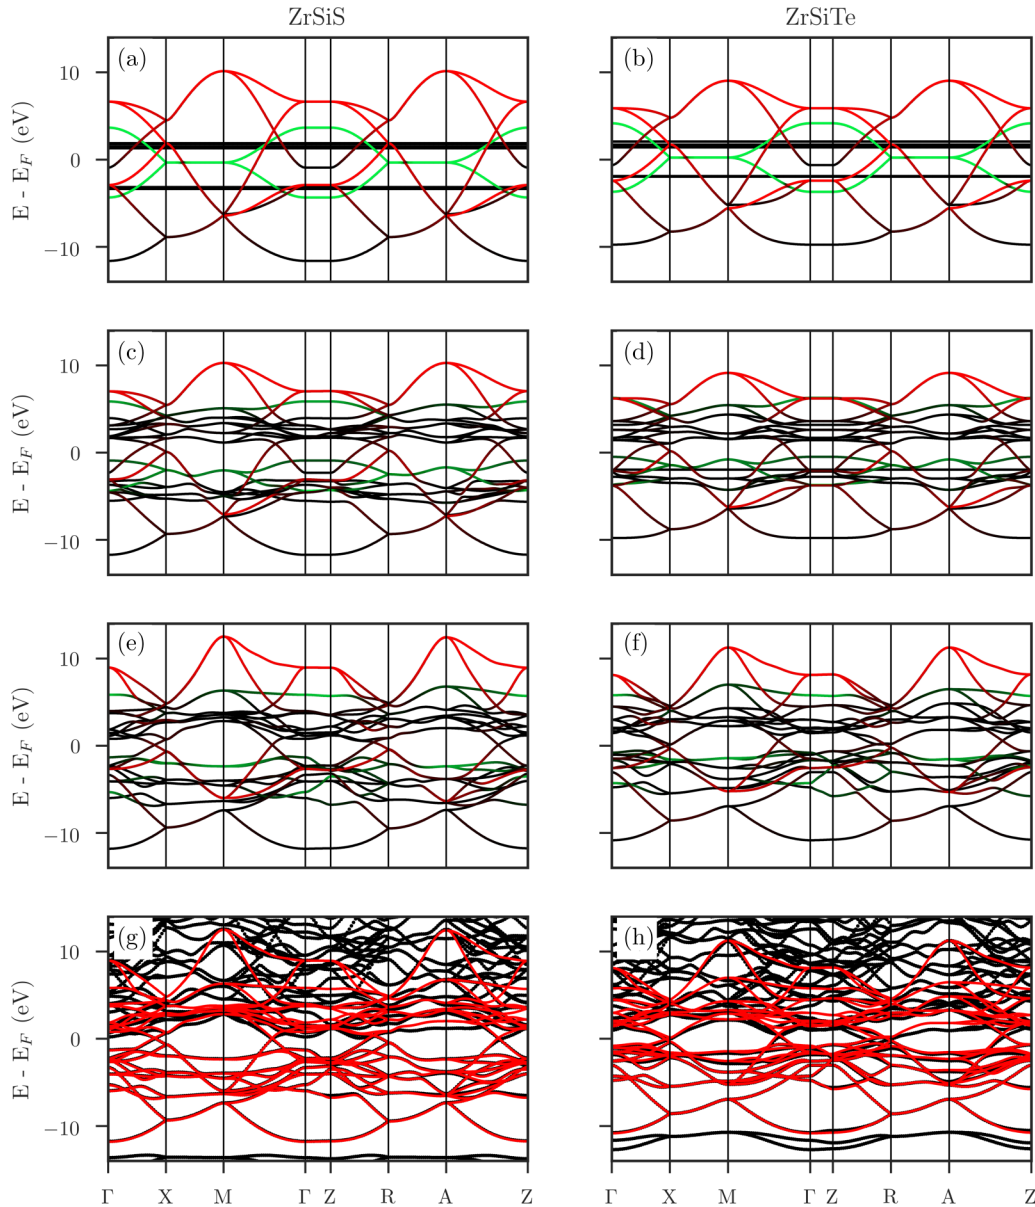 ZrSiS ZrSiTe
(a) (b)
10
0
−10
E - E_F (eV)
(c) (d)
10
0
−10
E - E_F (eV)
(e) (f)
10
0
−10
E - E_F (eV)
(g) (h)
10
0
−10
E - E_F (eV)
Γ X M Γ Z R A Z Γ X M Γ Z R A Z